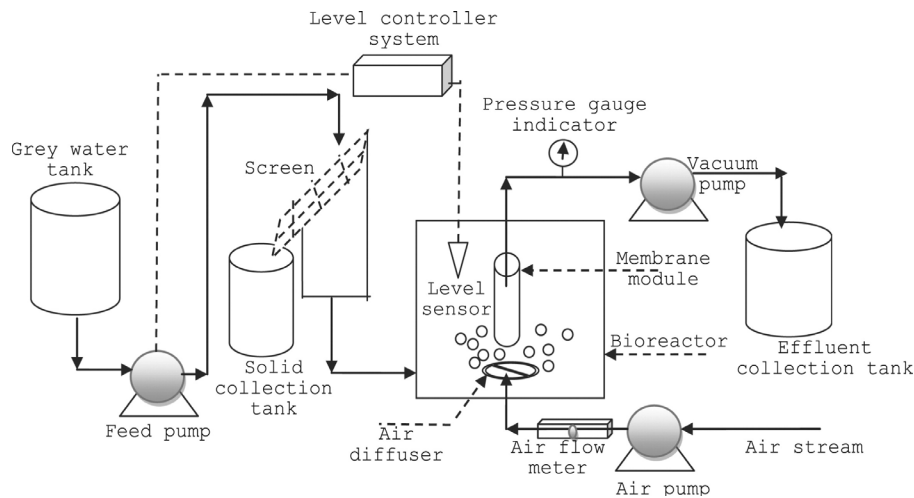 Level controller
system
Pressure gauge
indicator
Grey water
tank
Screen
Vacuum
pump
Membrane
module
Level
sensor
Bioreactor
Effluent
collection tank
Solid
collection
tank
Feed pump
Air
diffuser
Air flow
meter
Air stream
Air pump